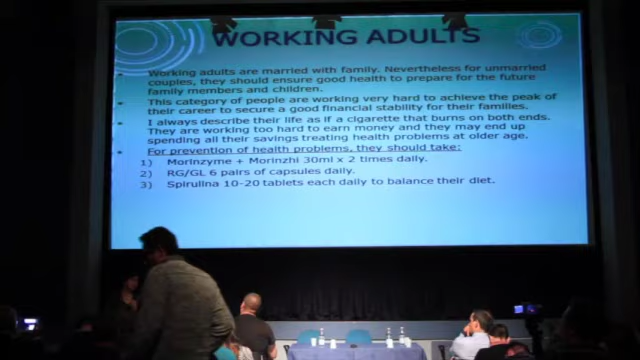 WORKING ADULTS
Working adults are married with family. Nevertheless for unmarried
couples, they should ensure good health to prepare for the future
family members and children.
This category of people are working very hard to achieve the peak of
their career to secure a good financial stability for their families.
I always describe their life as if a cigarette that burns on both ends.
They are working too hard to earn money and they may end up
spending all their savings treating health problems at older age.
For prevention of health problems, they should take:
1) Morinzyme + Morinzhi 30ml x 2 times daily.
2) RG/GL 6 pairs of capsules daily.
3) Spirulina 10-20 tablets each daily to balance their diet.